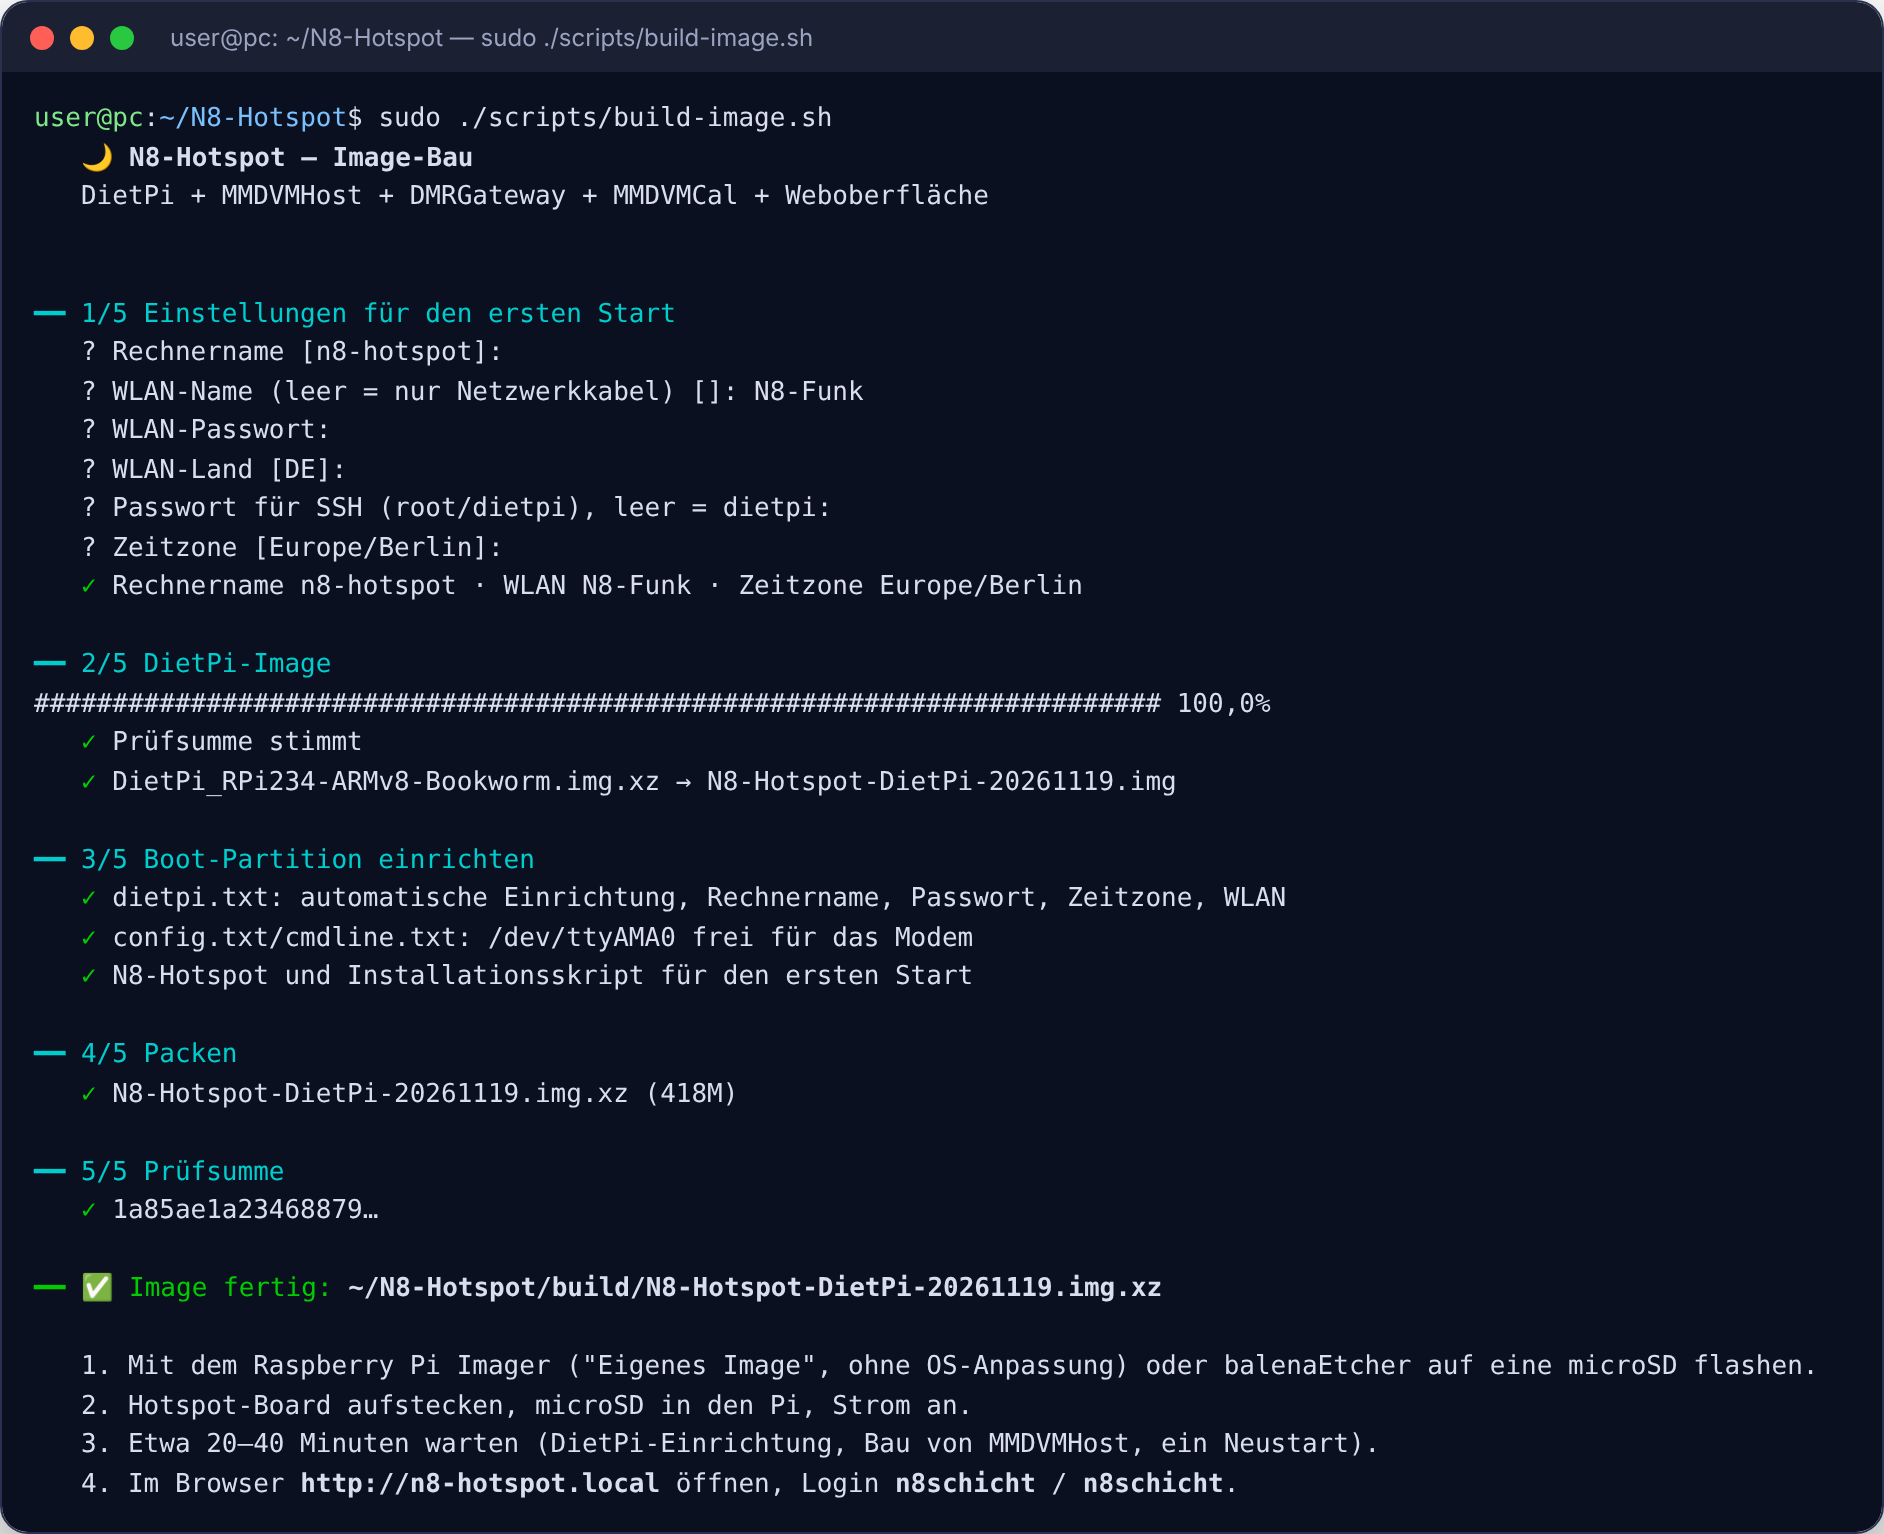 user@pc: ~/N8-Hotspot — sudo ./scripts/build-image.sh
user@pc:~/N8-Hotspot$ sudo ./scripts/build-image.sh
🌙 N8-Hotspot — Image-Bau
DietPi + MMDVMHost + DMRGateway + MMDVMCal + Weboberfläche
━━ 1/5 Einstellungen für den ersten Start
? Rechnername [n8-hotspot]:
? WLAN-Name (leer = nur Netzwerkkabel) []: N8-Funk
? WLAN-Passwort:
? WLAN-Land [DE]:
? Passwort für SSH (root/dietpi), leer = dietpi:
? Zeitzone [Europe/Berlin]:
✓ Rechnername n8-hotspot · WLAN N8-Funk · Zeitzone Europe/Berlin
━━ 2/5 DietPi-Image
######################################################################## 100,0%
✓ Prüfsumme stimmt
✓ DietPi_RPi234-ARMv8-Bookworm.img.xz → N8-Hotspot-DietPi-20261119.img
━━ 3/5 Boot-Partition einrichten
✓ dietpi.txt: automatische Einrichtung, Rechnername, Passwort, Zeitzone, WLAN
✓ config.txt/cmdline.txt: /dev/ttyAMA0 frei für das Modem
✓ N8-Hotspot und Installationsskript für den ersten Start
━━ 4/5 Packen
✓ N8-Hotspot-DietPi-20261119.img.xz (418M)
━━ 5/5 Prüfsumme
✓ 1a85ae1a23468879…
━━ ✅ Image fertig: ~/N8-Hotspot/build/N8-Hotspot-DietPi-20261119.img.xz
1. Mit dem Raspberry Pi Imager ("Eigenes Image", ohne OS-Anpassung) oder balenaEtcher auf eine microSD flashen.
2. Hotspot-Board aufstecken, microSD in den Pi, Strom an.
3. Etwa 20–40 Minuten warten (DietPi-Einrichtung, Bau von MMDVMHost, ein Neustart).
4. Im Browser http://n8-hotspot.local öffnen, Login n8schicht / n8schicht.